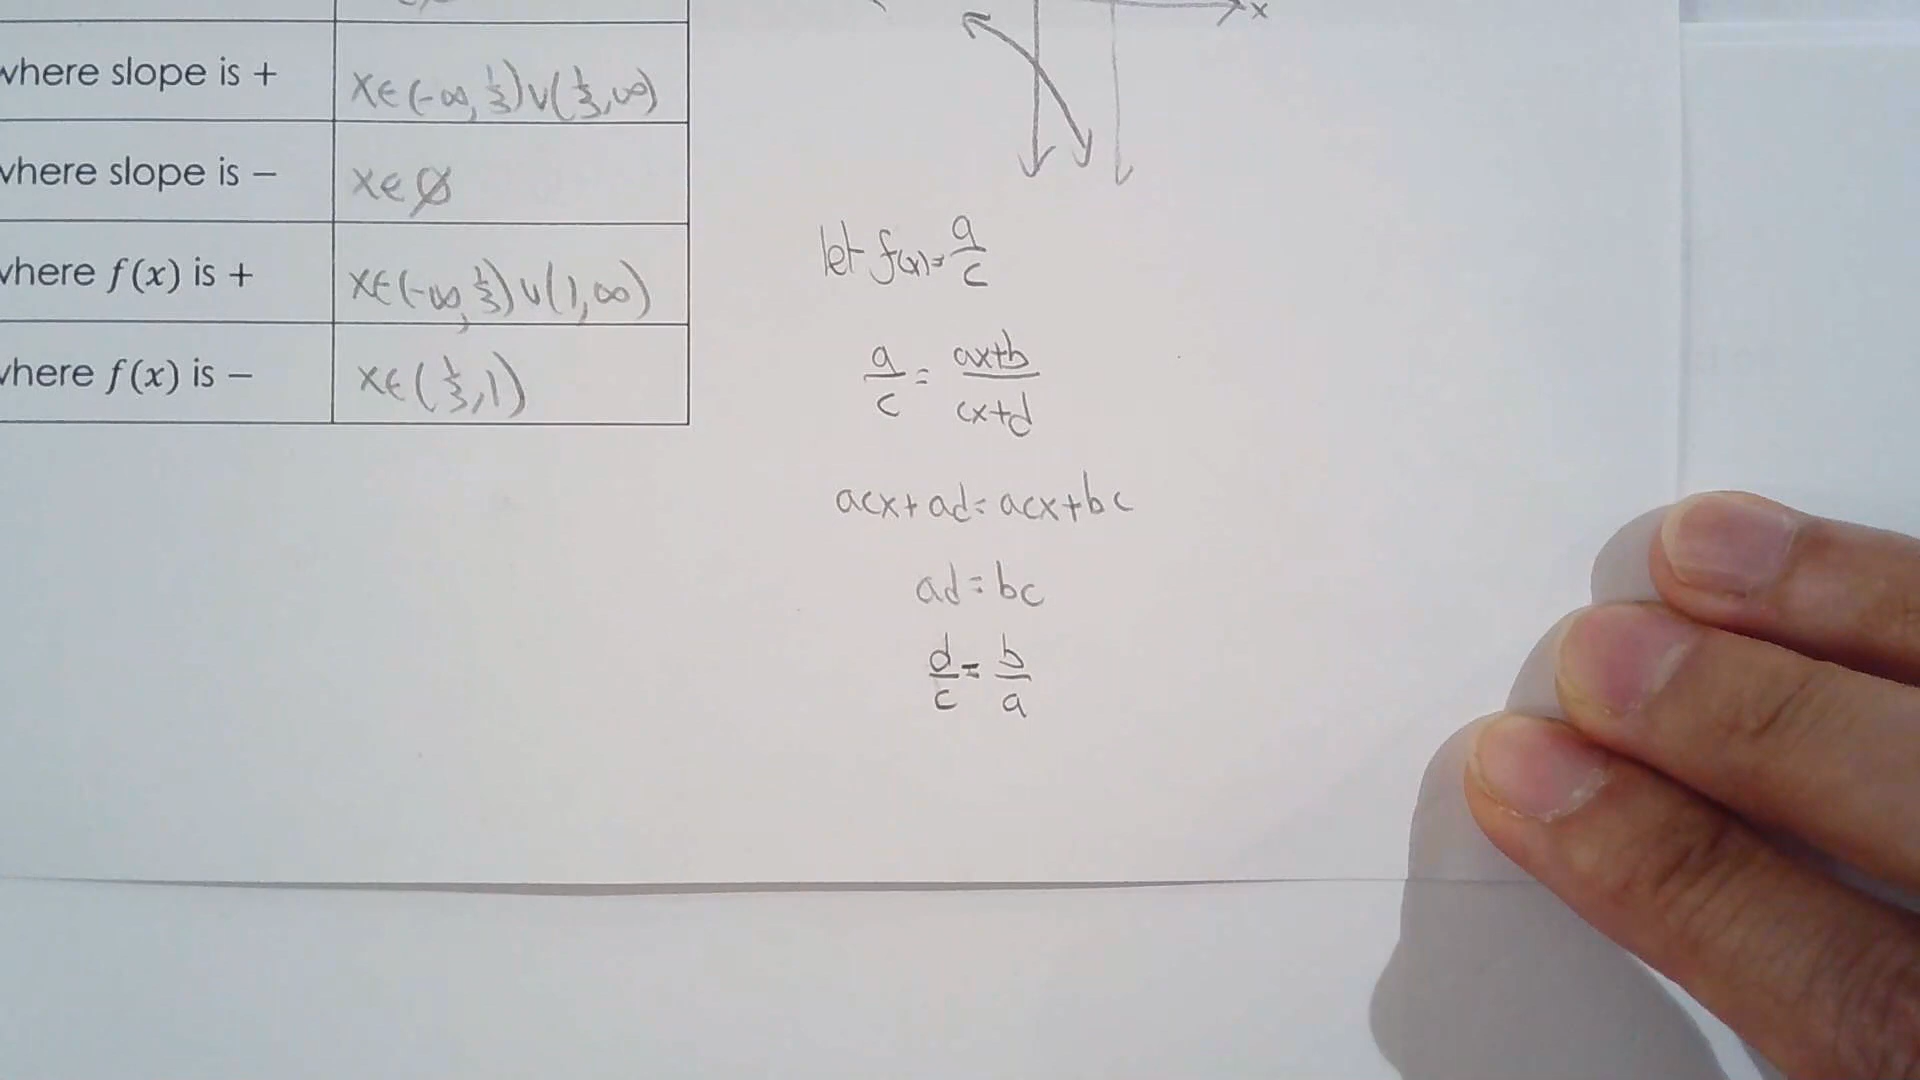 where slope is + x∈(-∞,1/3)∪(1/3,∞)
where slope is − x∈∅
where f(x) is + x∈(-∞,1/3)∪(1,∞)
where f(x) is − x∈(1/3,1)
x
let f(x)=a/c
a/c = ax+b/cx+d
acx+ad=acx+bc
ad=bc
d/c=b/a